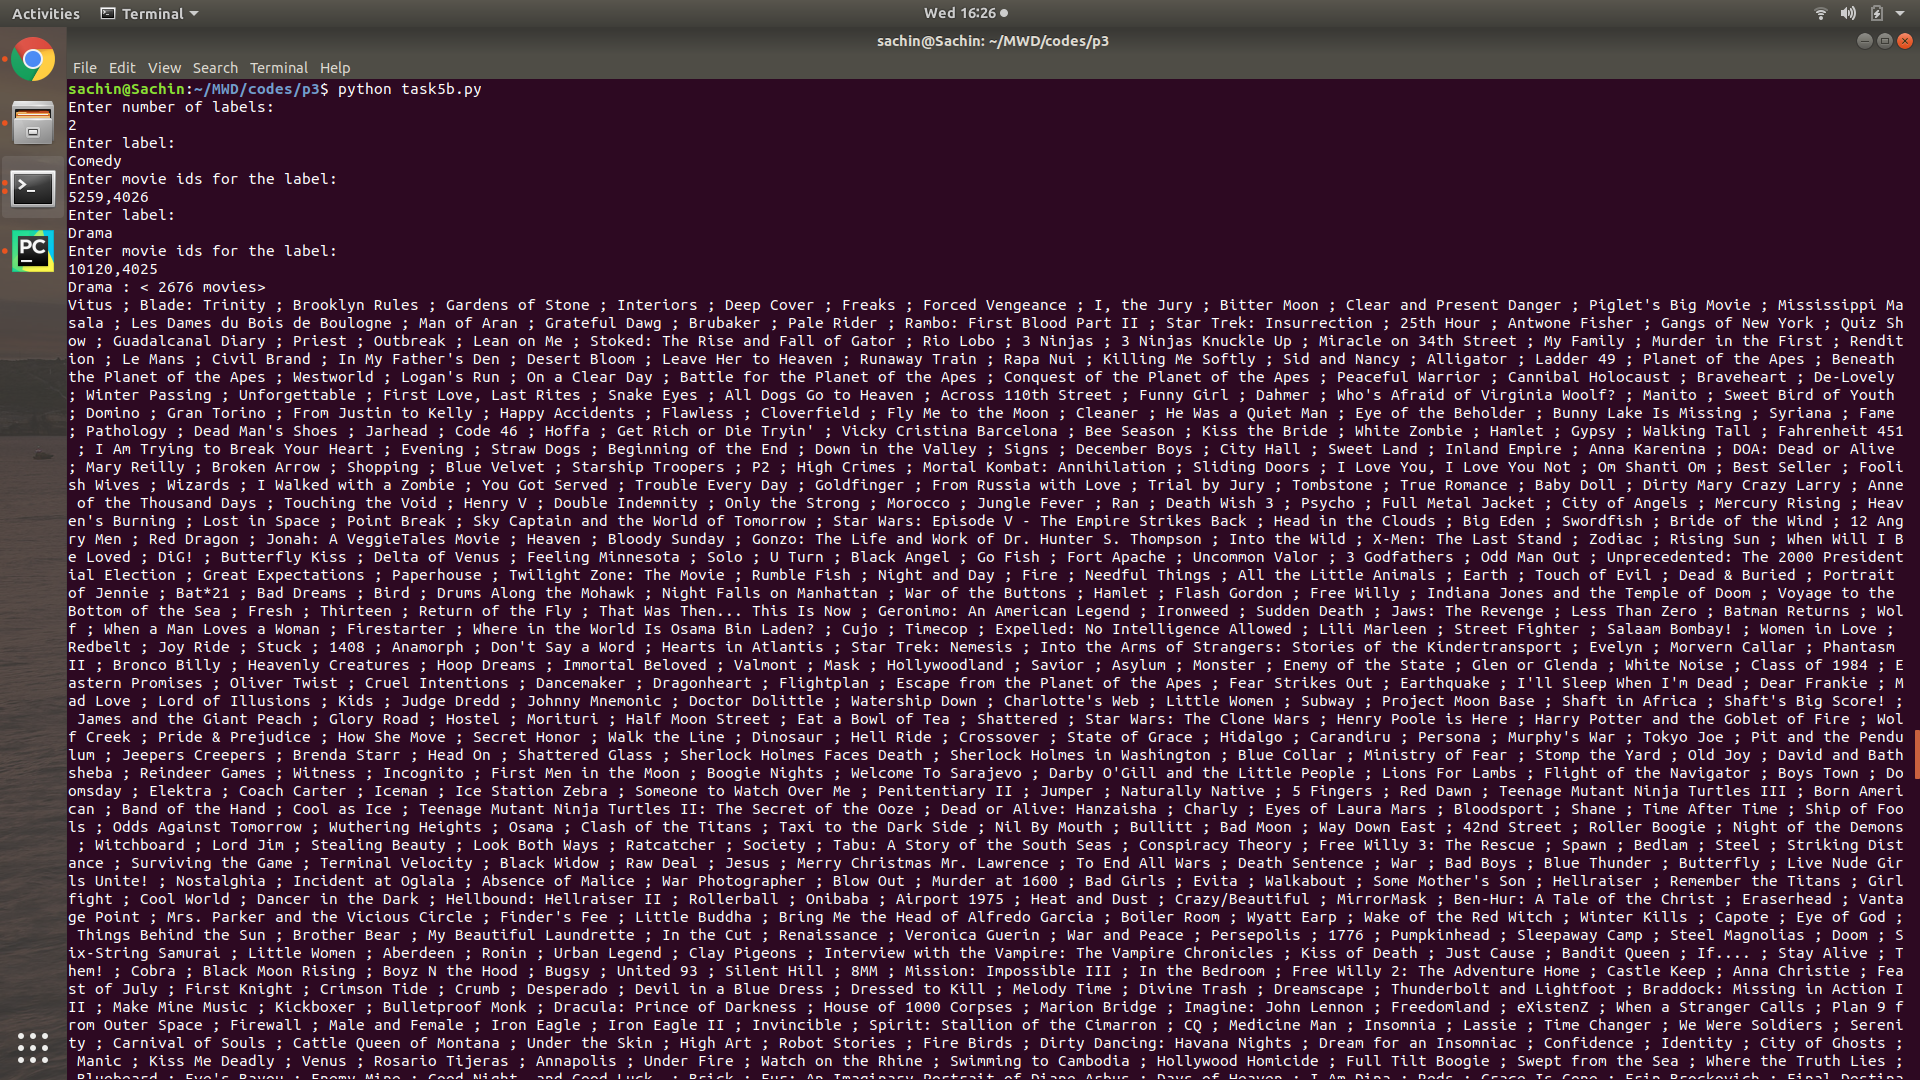 Activities Terminal Wed 16:26
sachin@Sachin: ~/MWD/codes/p3
File Edit View Search Terminal Help
sachin@Sachin:~/MWD/codes/p3$ python task5b.py
Enter number of labels:
2
Enter label:
Comedy
Enter movie ids for the label:
5259,4026
Enter label:
Drama
Enter movie ids for the label:
10120,4025
Drama : < 2676 movies>
Vitus ; Blade: Trinity ; Brooklyn Rules ; Gardens of Stone ; Interiors ; Deep Cover ; Freaks ; Forced Vengeance ; I, the Jury ; Bitter Moon ; Clear and Present Danger ; Piglet's Big Movie ; Mississippi Ma
sala ; Les Dames du Bois de Boulogne ; Man of Aran ; Grateful Dawg ; Brubaker ; Pale Rider ; Rambo: First Blood Part II ; Star Trek: Insurrection ; 25th Hour ; Antwone Fisher ; Gangs of New York ; Quiz Sh
ow ; Guadalcanal Diary ; Priest ; Outbreak ; Lean on Me ; Stoked: The Rise and Fall of Gator ; Rio Lobo ; 3 Ninjas ; 3 Ninjas Knuckle Up ; Miracle on 34th Street ; My Family ; Murder in the First ; Rendit
ion ; Le Mans ; Civil Brand ; In My Father's Den ; Desert Bloom ; Leave Her to Heaven ; Runaway Train ; Rapa Nui ; Killing Me Softly ; Sid and Nancy ; Alligator ; Ladder 49 ; Planet of the Apes ; Beneath
the Planet of the Apes ; Westworld ; Logan's Run ; On a Clear Day ; Battle for the Planet of the Apes ; Conquest of the Planet of the Apes ; Peaceful Warrior ; Cannibal Holocaust ; Braveheart ; De-Lovely
; Winter Passing ; Unforgettable ; First Love, Last Rites ; Snake Eyes ; All Dogs Go to Heaven ; Across 110th Street ; Funny Girl ; Dahmer ; Who's Afraid of Virginia Woolf? ; Manito ; Sweet Bird of Youth
; Domino ; Gran Torino ; From Justin to Kelly ; Happy Accidents ; Flawless ; Cloverfield ; Fly Me to the Moon ; Cleaner ; He Was a Quiet Man ; Eye of the Beholder ; Bunny Lake Is Missing ; Syriana ; Fame
; Pathology ; Dead Man's Shoes ; Jarhead ; Code 46 ; Hoffa ; Get Rich or Die Tryin' ; Vicky Cristina Barcelona ; Bee Season ; Kiss the Bride ; White Zombie ; Hamlet ; Gypsy ; Walking Tall ; Fahrenheit 451
; I Am Trying to Break Your Heart ; Evening ; Straw Dogs ; Beginning of the End ; Down in the Valley ; Signs ; December Boys ; City Hall ; Sweet Land ; Inland Empire ; Anna Karenina ; DOA: Dead or Alive
; Mary Reilly ; Broken Arrow ; Shopping ; Blue Velvet ; Starship Troopers ; P2 ; High Crimes ; Mortal Kombat: Annihilation ; Sliding Doors ; I Love You, I Love You Not ; Om Shanti Om ; Best Seller ; Fooli
sh Wives ; Wizards ; I Walked with a Zombie ; You Got Served ; Trouble Every Day ; Goldfinger ; From Russia with Love ; Trial by Jury ; Tombstone ; True Romance ; Baby Doll ; Dirty Mary Crazy Larry ; Anne
of the Thousand Days ; Touching the Void ; Henry V ; Double Indemnity ; Only the Strong ; Morocco ; Jungle Fever ; Ran ; Death Wish 3 ; Psycho ; Full Metal Jacket ; City of Angels ; Mercury Rising ; Heav
en's Burning ; Lost in Space ; Point Break ; Sky Captain and the World of Tomorrow ; Star Wars: Episode V - The Empire Strikes Back ; Head in the Clouds ; Big Eden ; Swordfish ; Bride of the Wind ; 12 Ang
ry Men ; Red Dragon ; Jonah: A VeggieTales Movie ; Heaven ; Bloody Sunday ; Gonzo: The Life and Work of Dr. Hunter S. Thompson ; Into the Wild ; X-Men: The Last Stand ; Zodiac ; Rising Sun ; When Will I B
e Loved ; DiG! ; Butterfly Kiss ; Delta of Venus ; Feeling Minnesota ; Solo ; U Turn ; Black Angel ; Go Fish ; Fort Apache ; Uncommon Valor ; 3 Godfathers ; Odd Man Out ; Unprecedented: The 2000 President
ial Election ; Great Expectations ; Paperhouse ; Twilight Zone: The Movie ; Rumble Fish ; Night and Day ; Fire ; Needful Things ; All the Little Animals ; Earth ; Touch of Evil ; Dead & Buried ; Portrait
of Jennie ; Bat*21 ; Bad Dreams ; Bird ; Drums Along the Mohawk ; Night Falls on Manhattan ; War of the Buttons ; Hamlet ; Flash Gordon ; Free Willy ; Indiana Jones and the Temple of Doom ; Voyage to the
Bottom of the Sea ; Fresh ; Thirteen ; Return of the Fly ; That Was Then... This Is Now ; Geronimo: An American Legend ; Ironweed ; Sudden Death ; Jaws: The Revenge ; Less Than Zero ; Batman Returns ; Wol
f ; When a Man Loves a Woman ; Firestarter ; Where in the World Is Osama Bin Laden? ; Cujo ; Timecop ; Expelled: No Intelligence Allowed ; Lili Marleen ; Street Fighter ; Salaam Bombay! ; Women in Love ;
Redbelt ; Joy Ride ; Stuck ; 1408 ; Anamorph ; Don't Say a Word ; Hearts in Atlantis ; Star Trek: Nemesis ; Into the Arms of Strangers: Stories of the Kindertransport ; Evelyn ; Morvern Callar ; Phantasm
II ; Bronco Billy ; Heavenly Creatures ; Hoop Dreams ; Immortal Beloved ; Valmont ; Mask ; Hollywoodland ; Savior ; Asylum ; Monster ; Enemy of the State ; Glen or Glenda ; White Noise ; Class of 1984 ; E
astern Promises ; Oliver Twist ; Cruel Intentions ; Dancemaker ; Dragonheart ; Flightplan ; Escape from the Planet of the Apes ; Fear Strikes Out ; Earthquake ; I'll Sleep When I'm Dead ; Dear Frankie ; M
ad Love ; Lord of Illusions ; Kids ; Judge Dredd ; Johnny Mnemonic ; Doctor Dolittle ; Watership Down ; Charlotte's Web ; Little Women ; Subway ; Project Moon Base ; Shaft in Africa ; Shaft's Big Score! ;
James and the Giant Peach ; Glory Road ; Hostel ; Morituri ; Half Moon Street ; Eat a Bowl of Tea ; Shattered ; Star Wars: The Clone Wars ; Henry Poole is Here ; Harry Potter and the Goblet of Fire ; Wol
f Creek ; Pride & Prejudice ; How She Move ; Secret Honor ; Walk the Line ; Dinosaur ; Hell Ride ; Crossover ; State of Grace ; Hidalgo ; Carandiru ; Persona ; Murphy's War ; Tokyo Joe ; Pit and the Pendu
lum ; Jeepers Creepers ; Brenda Starr ; Head On ; Shattered Glass ; Sherlock Holmes Faces Death ; Sherlock Holmes in Washington ; Blue Collar ; Ministry of Fear ; Stomp the Yard ; Old Joy ; David and Bath
sheba ; Reindeer Games ; Witness ; Incognito ; First Men in the Moon ; Boogie Nights ; Welcome To Sarajevo ; Darby O'Gill and the Little People ; Lions For Lambs ; Flight of the Navigator ; Boys Town ; Do
omsday ; Elektra ; Coach Carter ; Iceman ; Ice Station Zebra ; Someone to Watch Over Me ; Penitentiary II ; Jumper ; Naturally Native ; 5 Fingers ; Red Dawn ; Teenage Mutant Ninja Turtles III ; Born Ameri
can ; Band of the Hand ; Cool as Ice ; Teenage Mutant Ninja Turtles II: The Secret of the Ooze ; Dead or Alive: Hanzaisha ; Charly ; Eyes of Laura Mars ; Bloodsport ; Shane ; Time After Time ; Ship of Foo
ls ; Odds Against Tomorrow ; Wuthering Heights ; Osama ; Clash of the Titans ; Taxi to the Dark Side ; Nil By Mouth ; Bullitt ; Bad Moon ; Way Down East ; 42nd Street ; Roller Boogie ; Night of the Demons
; Witchboard ; Lord Jim ; Stealing Beauty ; Look Both Ways ; Ratcatcher ; Society ; Tabu: A Story of the South Seas ; Conspiracy Theory ; Free Willy 3: The Rescue ; Spawn ; Bedlam ; Steel ; Striking Dist
ance ; Surviving the Game ; Terminal Velocity ; Black Widow ; Raw Deal ; Jesus ; Merry Christmas Mr. Lawrence ; To End All Wars ; Death Sentence ; War ; Bad Boys ; Blue Thunder ; Butterfly ; Live Nude Gir
ls Unite! ; Nostalghia ; Incident at Oglala ; Absence of Malice ; War Photographer ; Blow Out ; Murder at 1600 ; Bad Girls ; Evita ; Walkabout ; Some Mother's Son ; Hellraiser ; Remember the Titans ; Girl
fight ; Cool World ; Dancer in the Dark ; Hellbound: Hellraiser II ; Rollerball ; Onibaba ; Airport 1975 ; Heat and Dust ; Crazy/Beautiful ; MirrorMask ; Ben-Hur: A Tale of the Christ ; Eraserhead ; Vanta
ge Point ; Mrs. Parker and the Vicious Circle ; Finder's Fee ; Little Buddha ; Bring Me the Head of Alfredo Garcia ; Boiler Room ; Wyatt Earp ; Wake of the Red Witch ; Winter Kills ; Capote ; Eye of God ;
Things Behind the Sun ; Brother Bear ; My Beautiful Laundrette ; In the Cut ; Renaissance ; Veronica Guerin ; War and Peace ; Persepolis ; 1776 ; Pumpkinhead ; Sleepaway Camp ; Steel Magnolias ; Doom ; S
ix-String Samurai ; Little Women ; Aberdeen ; Ronin ; Urban Legend ; Clay Pigeons ; Interview with the Vampire: The Vampire Chronicles ; Kiss of Death ; Just Cause ; Bandit Queen ; If.... ; Stay Alive ; T
hem! ; Cobra ; Black Moon Rising ; Boyz N the Hood ; Bugsy ; United 93 ; Silent Hill ; 8MM ; Mission: Impossible III ; In the Bedroom ; Free Willy 2: The Adventure Home ; Castle Keep ; Anna Christie ; Fea
st of July ; First Knight ; Crimson Tide ; Crumb ; Desperado ; Devil in a Blue Dress ; Dressed to Kill ; Melody Time ; Divine Trash ; Dreamscape ; Thunderbolt and Lightfoot ; Braddock: Missing in Action I
II ; Make Mine Music ; Kickboxer ; Bulletproof Monk ; Dracula: Prince of Darkness ; House of 1000 Corpses ; Marion Bridge ; Imagine: John Lennon ; Freedomland ; eXistenZ ; When a Stranger Calls ; Plan 9 f
rom Outer Space ; Firewall ; Male and Female ; Iron Eagle ; Iron Eagle II ; Invincible ; Spirit: Stallion of the Cimarron ; CQ ; Medicine Man ; Insomnia ; Lassie ; Time Changer ; We Were Soldiers ; Sereni
ty ; Carnival of Souls ; Cattle Queen of Montana ; Under the Skin ; High Art ; Robot Stories ; Fire Birds ; Dirty Dancing: Havana Nights ; Dream for an Insomniac ; Confidence ; Identity ; City of Ghosts ;
Manic ; Kiss Me Deadly ; Venus ; Rosario Tijeras ; Annapolis ; Under Fire ; Watch on the Rhine ; Swimming to Cambodia ; Hollywood Homicide ; Full Tilt Boogie ; Swept from the Sea ; Where the Truth Lies ;
Bluebeard ; Eve's Bayou ; Enemy Mine ; Good Night, and Good Luck. ; Brick ; Fur: An Imaginary Portrait of Diane Arbus ; Days of Heaven ; I Am Dina ; Reds ; Grace Is Gone ; Erin Brockovich ; Final Destina
PC